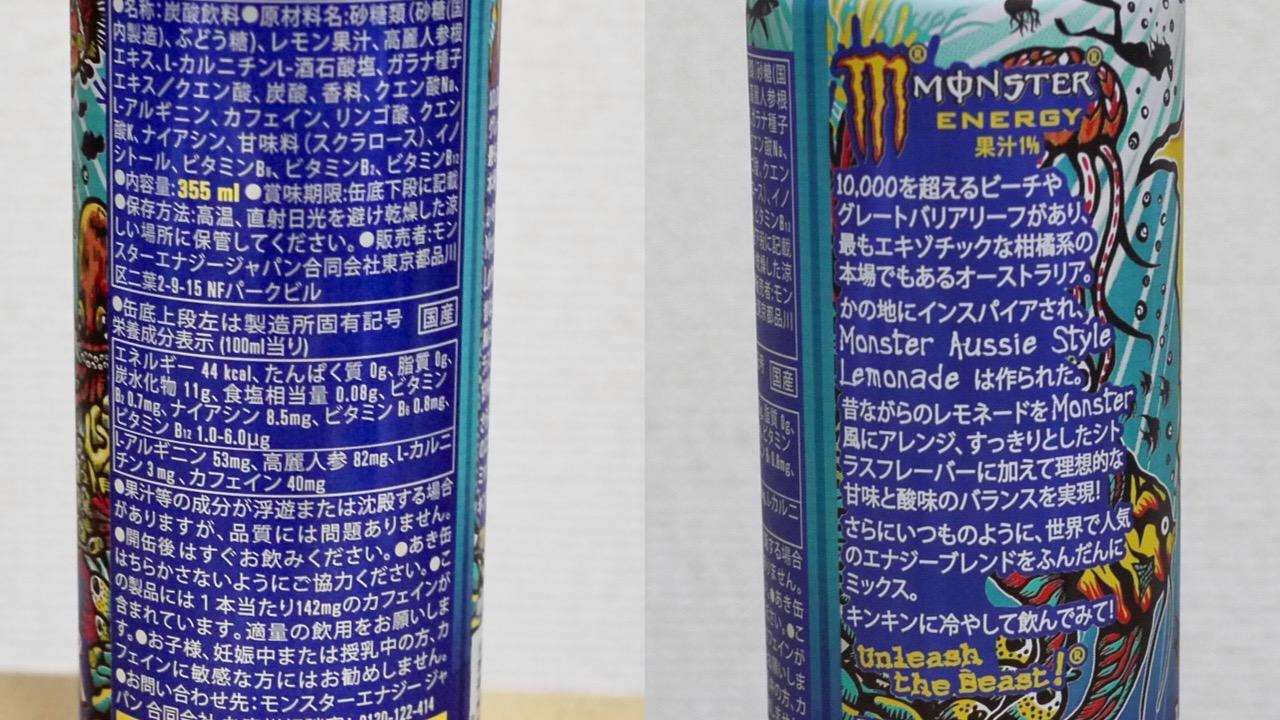 ●名称:炭酸飲料●原材料名:砂糖類(砂糖(国
内製造)、ぶどう糖)、レモン果汁、高麗人参根
エキス、L-カルニチンL-酒石酸塩、ガラナ種子
エキス/クエン酸、炭酸、香料、クエン酸Na、
L-アルギニン、カフェイン、リンゴ酸、クエン
酸K、ナイアシン、甘味料(スクラロース)、イノ
シトール、ビタミンB₆、ビタミンB₂、ビタミンB₁₂
●内容量:355 ml ●賞味期限:缶底下段に記載
●保存方法:高温、直射日光を避け乾燥した涼
しい場所に保管してください。●販売者:モン
スターエナジージャパン合同会社東京都品川
区二葉2-9-15 NFパークビル
●缶底上段左は製造所固有記号 国産
栄養成分表示 (100ml当り)
エネルギー 44 kcal、たんぱく質 0g、脂質 0g、
炭水化物 11g、食塩相当量 0.08g、ビタミン
B₂ 0.7mg、ナイアシン 8.5mg、ビタミン B₆ 0.8mg、
ビタミン B₁₂ 1.0-6.0μg
L-アルギニン 53mg、高麗人参 82mg、L-カルニ
チン 3 mg 、カフェイン 40mg
●果汁等の成分が浮遊または沈殿する場合
がありますが、品質には問題ありません。
●開缶後はすぐお飲みください。●あき缶
はちらかさないようにご協力ください。●こ
の製品には 1 本当たり142mgのカフェインが
含まれています。適量の飲用をお願いしま
す。●お子様、妊娠中または授乳中の方、カ
フェインに敏感な方にはお勧めしません。
●お問い合わせ先:モンスターエナジー ジャ
パン 合同会社 0120-122-414
MONSTER®
ENERGY
果汁1%
10,000を超えるビーチや
グレートバリアリーフがあり、
最もエキゾチックな柑橘系の
本場でもあるオーストラリア。
かの地にインスパイアされ、
Monster Aussie Style
Lemonade は作られた。
昔ながらのレモネードをMonster
風にアレンジ、すっきりとしたシト
ラスフレーバーに加えて理想的な
甘味と酸味のバランスを実現!
さらにいつものように、世界で人気
のエナジーブレンドをふんだんに
ミックス。
キンキンに冷やして飲んでみて!
Unleash
the Beast!®